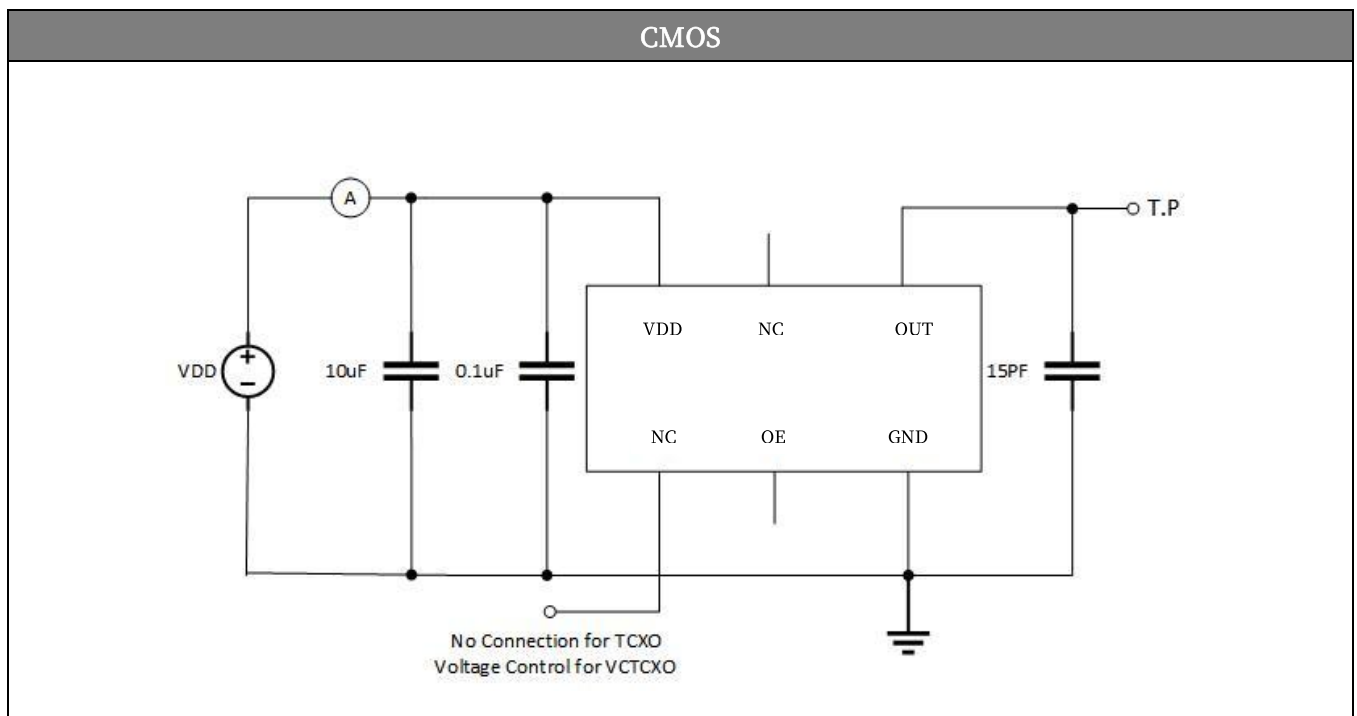 CMOS
A
T.P
VDD
NC
OUT
VDD
+
−
10uF
0.1uF
15PF
NC
OE
GND
No Connection for TCXO
Voltage Control for VCTCXO